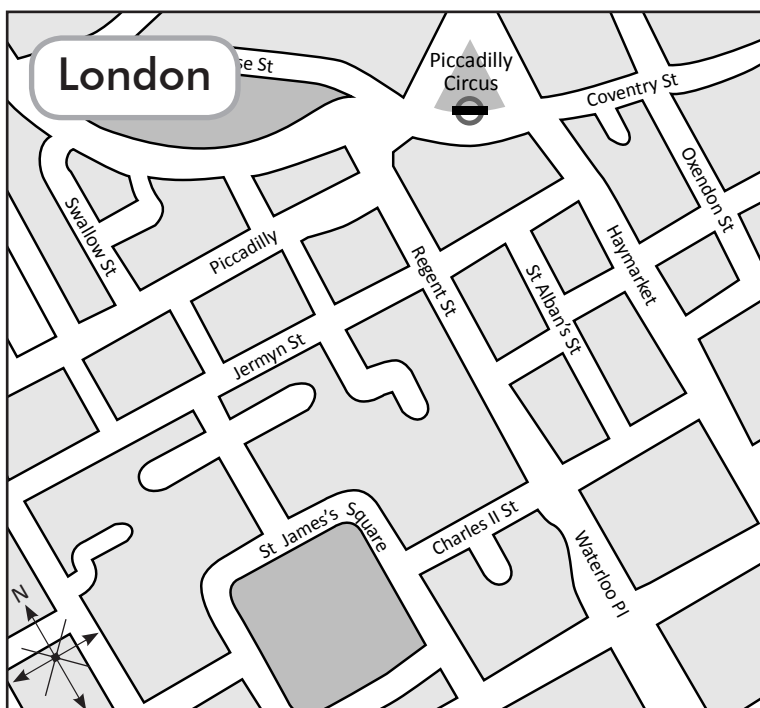 London
se St
Piccadilly
Circus
Coventry St
Oxendon St
Swallow St
Piccadilly
Haymarket
Regent St
St Alban's St
Jermyn St
St James's Square
Charles II St
Waterloo Pl
N